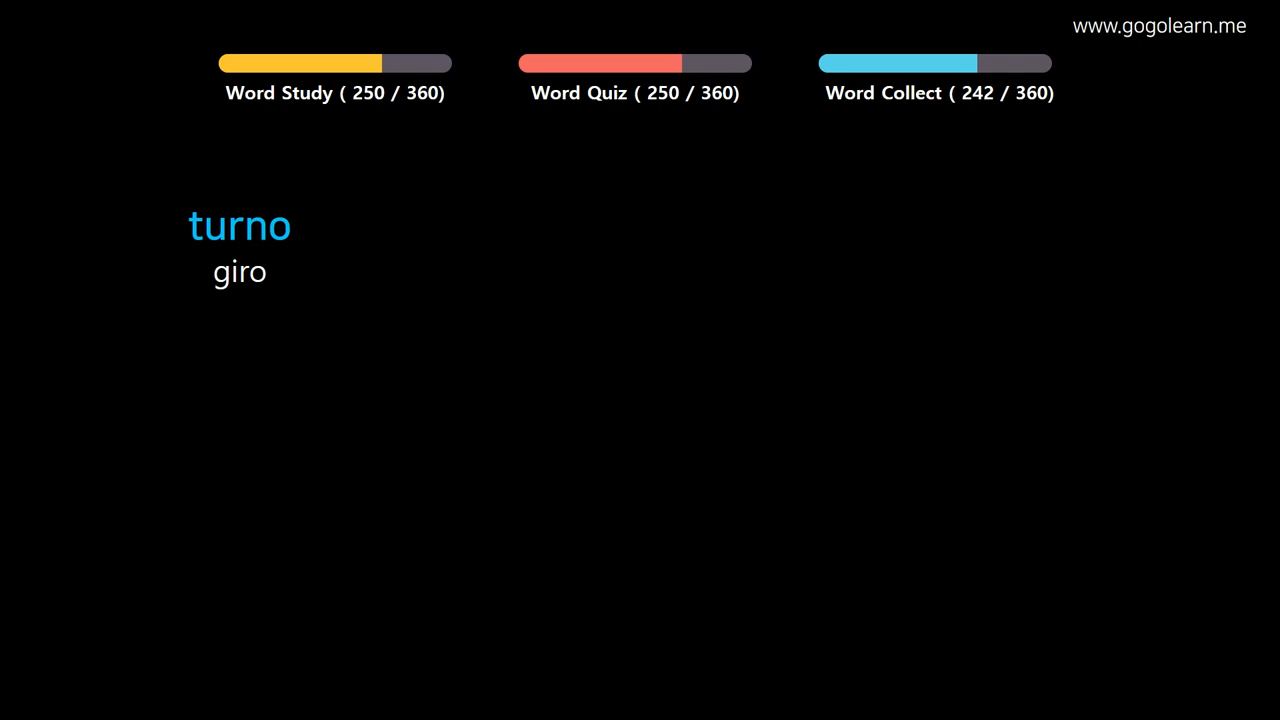 www.gogolearn.me
Word Study ( 250 / 360)
Word Quiz ( 250 / 360)
Word Collect ( 242 / 360)
turno
giro